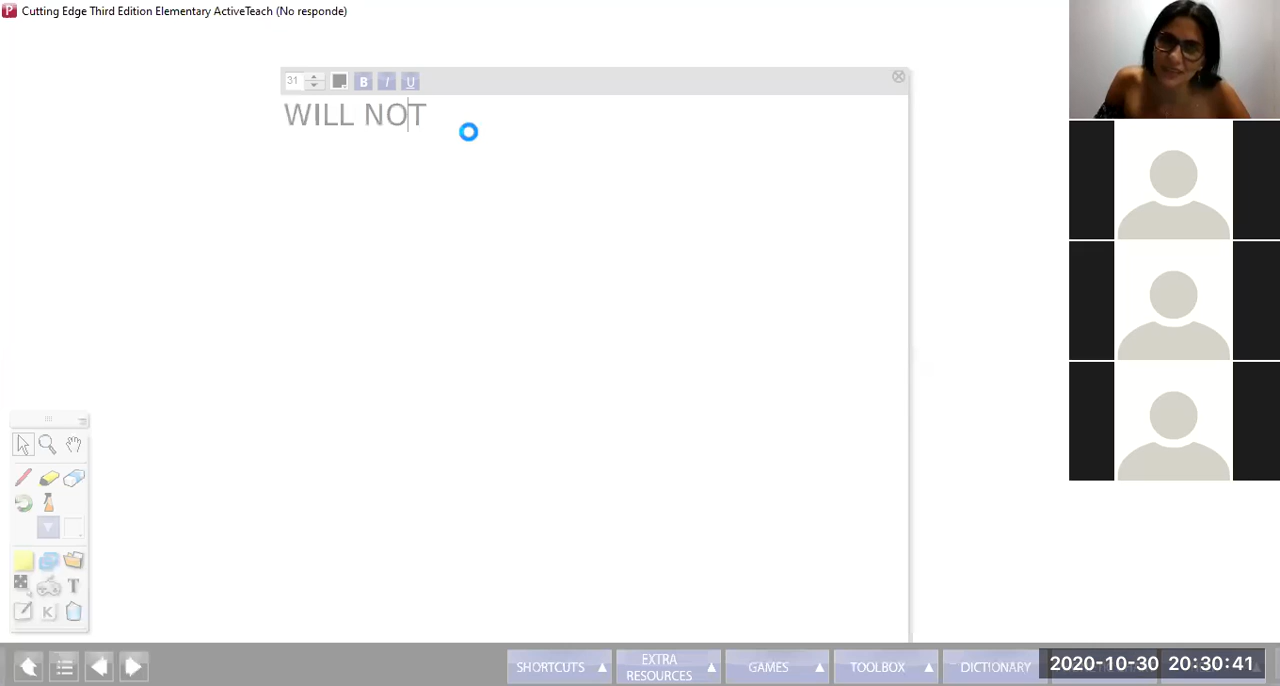 Cutting Edge Third Edition Elementary ActiveTeach (No responde)
31 B I U
WILL NOT
T
K
SHORTCUTS
EXTRA
RESOURCES
GAMES
TOOLBOX
DICTIONARY
2020-10-30 20:30:41